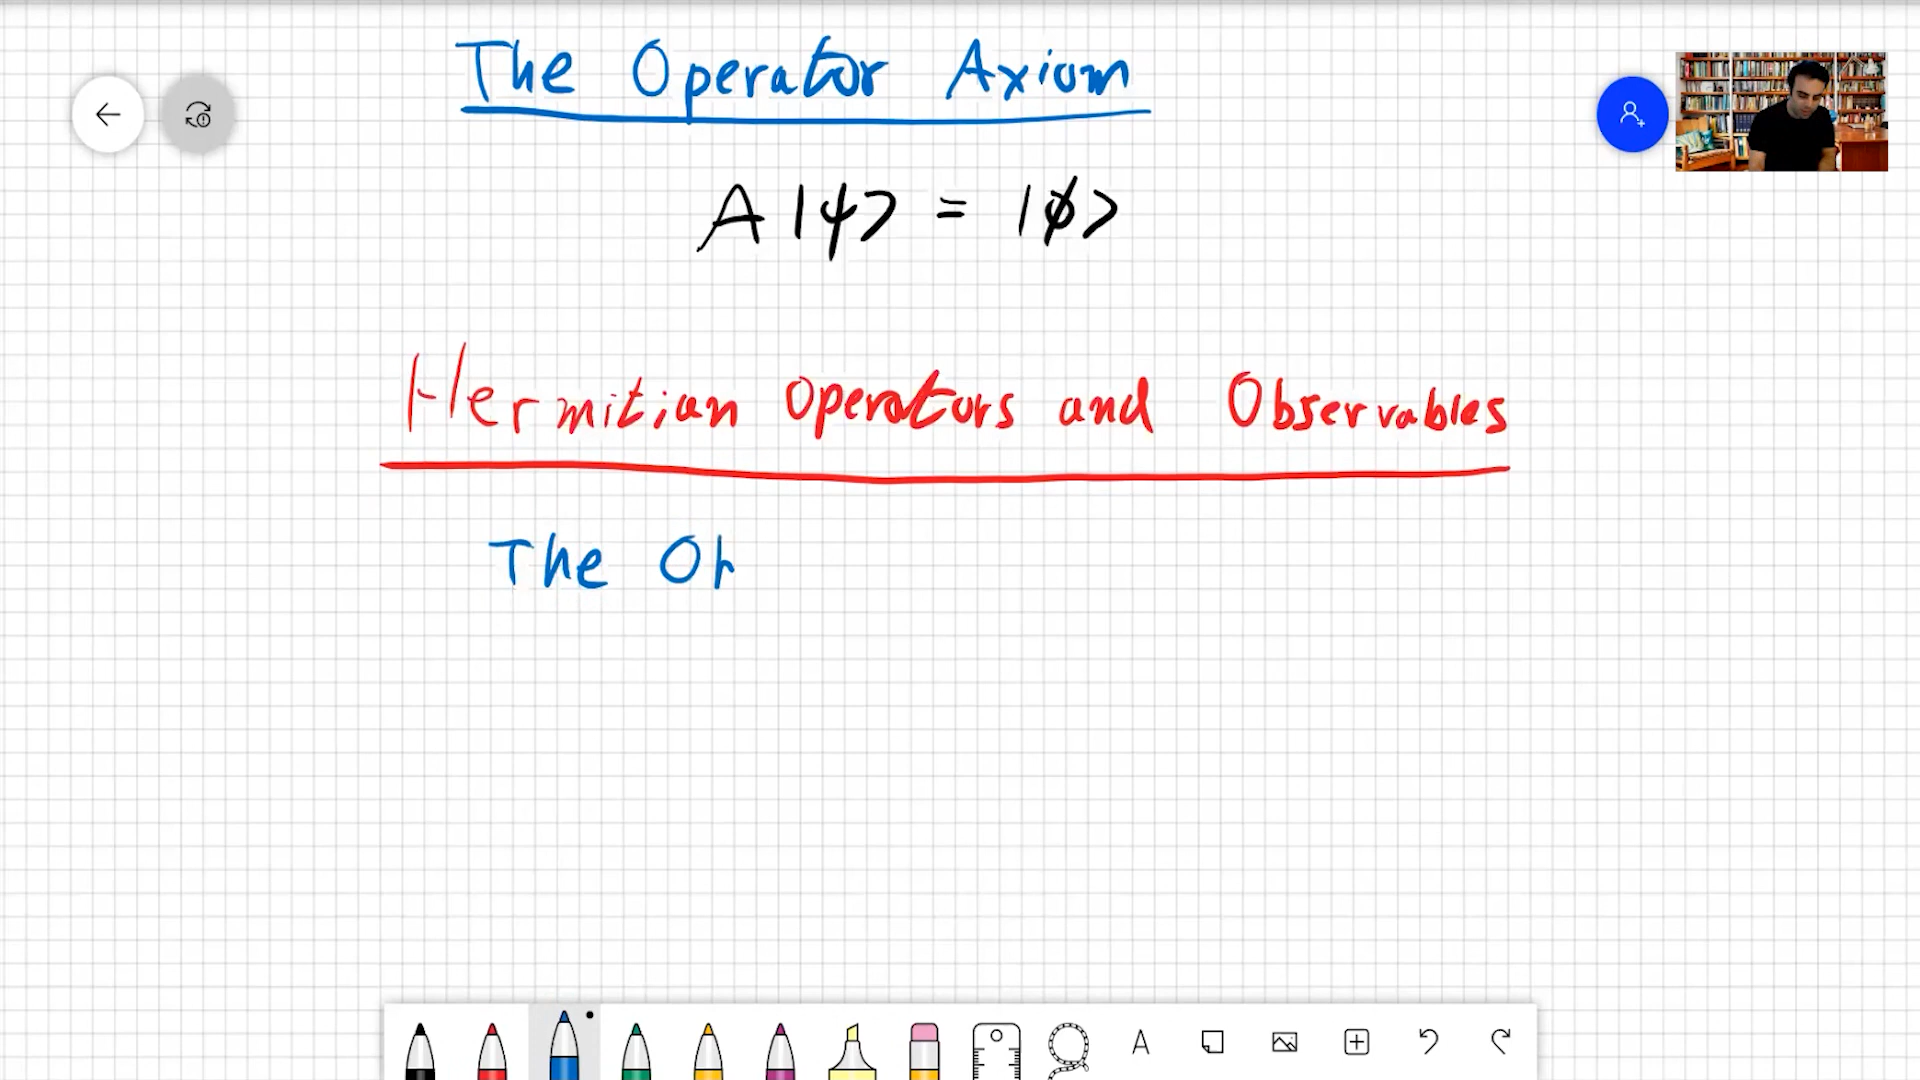 The Operator Axiom
A |ψ> = |φ>
Hermitian Operators and Observables
The Ob
A